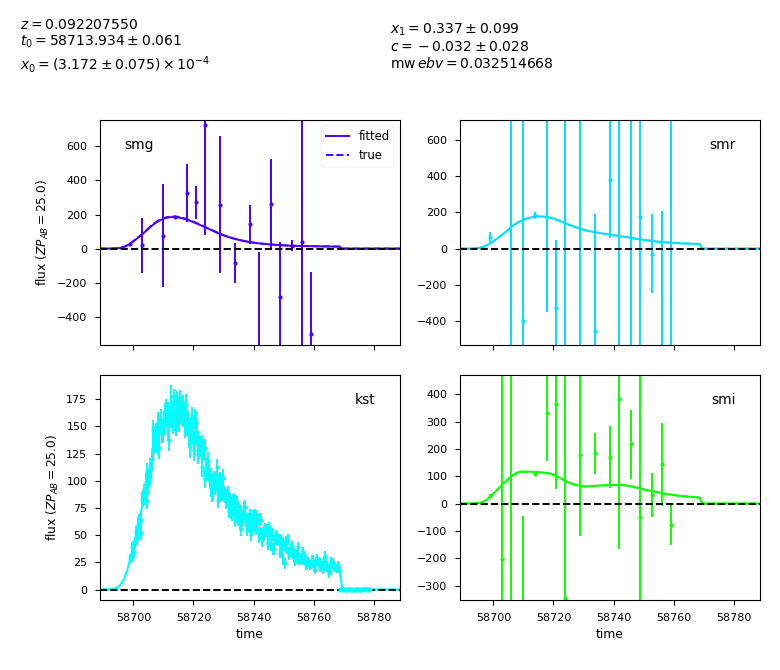 z = 0.092207550
t₀ = 58713.934 ± 0.061
x₀ = (3.172 ± 0.075) × 10⁻⁴
x₁ = 0.337 ± 0.099
c = −0.032 ± 0.028
mw ebv = 0.032514668
smg
fitted
true
600
400
200
0
−200
−400
flux (ZP_AB = 25.0)
smr
600
400
200
0
−200
−400
kst
175
150
125
100
75
50
25
0
flux (ZP_AB = 25.0)
58700 58720 58740 58760 58780
time
smi
400
300
200
100
0
−100
−200
−300
58700 58720 58740 58760 58780
time